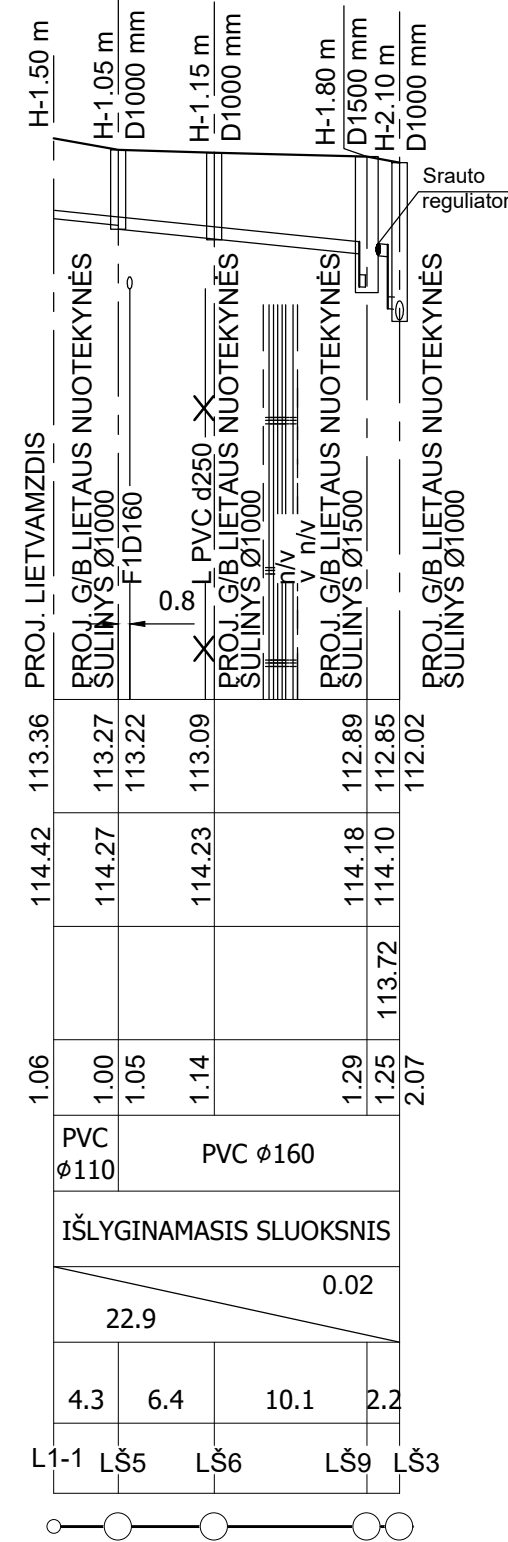 H-1.50 m
H-1.05 m
D1000 mm
H-1.15 m
D1000 mm
H-1.80 m
D1500 mm
H-2.10 m
D1000 mm
Srauto
reguliator
PROJ. LIETVAMZDIS
PROJ. G/B LIETAUS NUOTEKYNĖS
ŠULINYS Ø1000
F1D160
0.8
L PVC d250
PROJ. G/B LIETAUS NUOTEKYNĖS
ŠULINYS Ø1000
n/v
v n/v
PROJ. G/B LIETAUS NUOTEKYNĖS
ŠULINYS Ø1500
PROJ. G/B LIETAUS NUOTEKYNĖS
ŠULINYS Ø1000
113.36 113.27 113.22 113.09 112.89 112.85 112.02
114.42 114.27 114.23 114.18 114.10
113.72
1.06 1.00 1.05 1.14 1.29 1.25 2.07
PVC
ø110
PVC ø160
IŠLYGINAMASIS SLUOKSNIS
0.02
22.9
4.3 6.4 10.1 2.2
L1-1 LŠ5 LŠ6 LŠ9 LŠ3